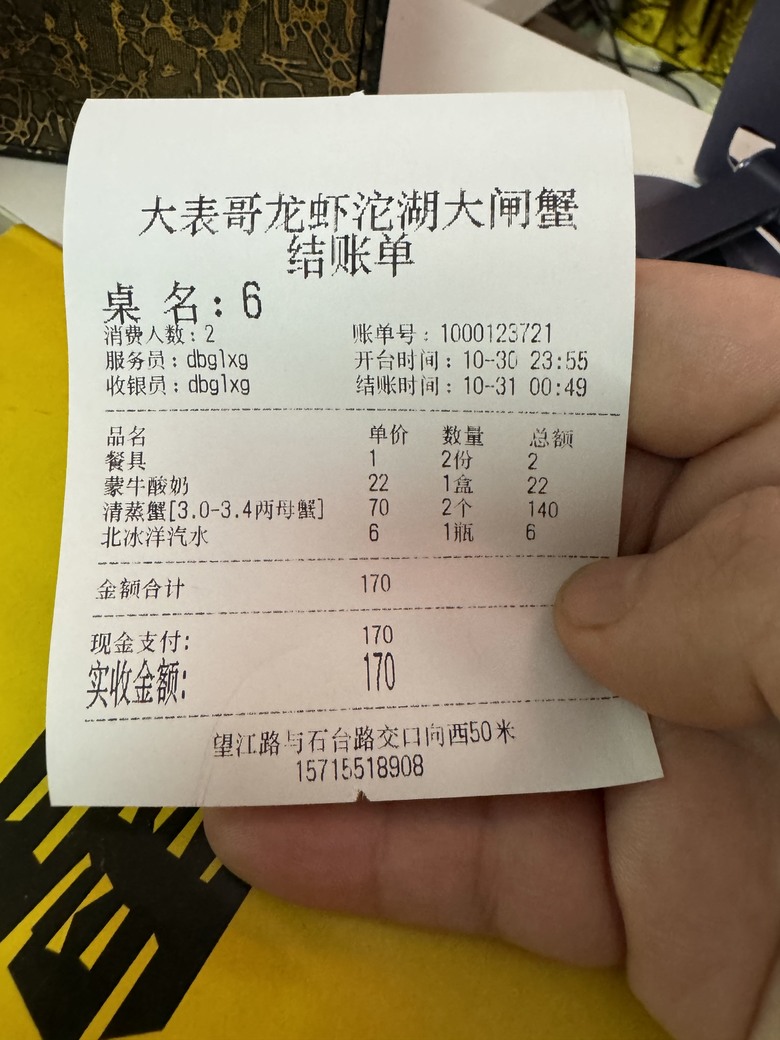 大表哥龙虾沱湖大闸蟹
结账单
桌 名：6
消费人数：2 账单号：1000123721
服务员：dbglxg 开台时间：10-30 23:55
收银员：dbglxg 结账时间：10-31 00:49
品名 单价 数量 总额
餐具 1 2份 2
蒙牛酸奶 22 1盒 22
清蒸蟹[3.0-3.4两母蟹] 70 2个 140
北冰洋汽水 6 1瓶 6
金额合计 170
现金支付: 170
实收金额: 170
望江路与石台路交口向西50米
15715518908